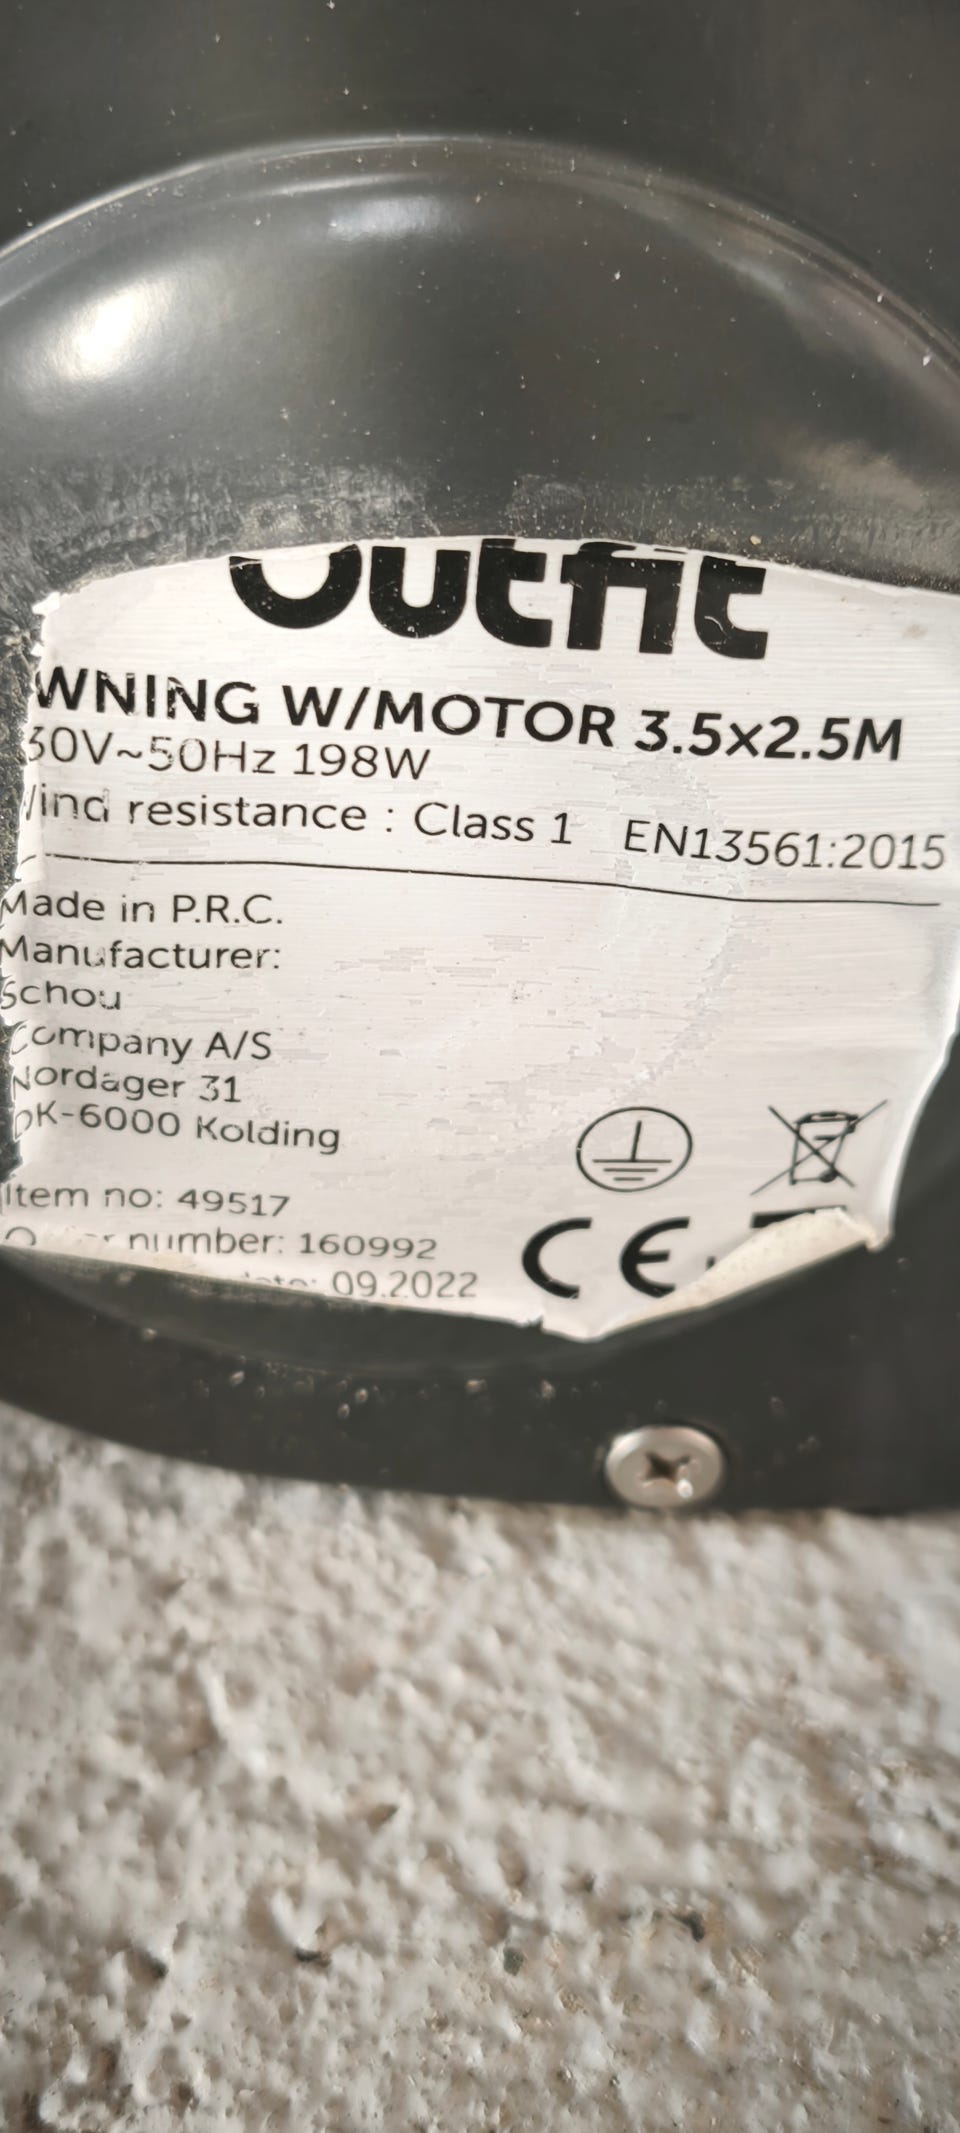 Outfit
WNING W/MOTOR 3.5x2.5M
30V~50Hz 198W
Wind resistance : Class 1 EN13561:2015
Made in P.R.C.
Manufacturer:
Schou
Company A/S
Nordager 31
DK-6000 Kolding
Item no: 49517
number: 160992
09.2022
CE